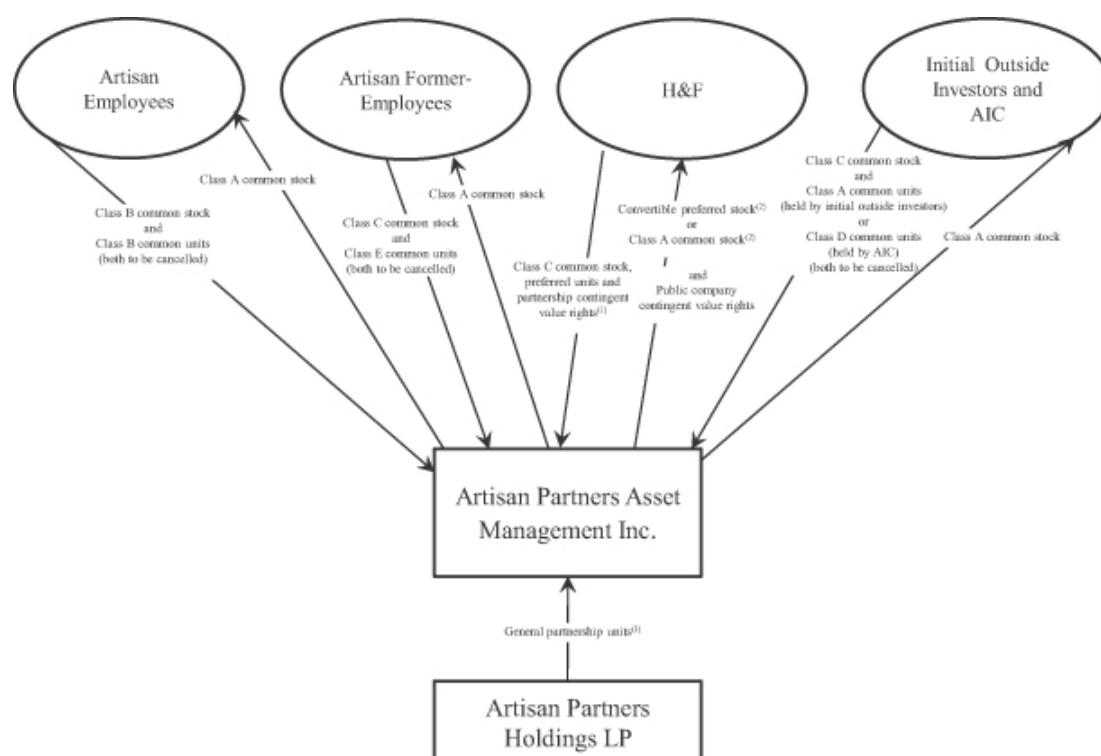 Artisan
Employees
Artisan Former-
Employees
H&F
Initial Outside
Investors and
AIC
Class A common stock
Class B common stock
and
Class B common units
(both to be cancelled)
Class A common stock
Class C common stock
and
Class E common units
(both to be cancelled)
Class C common stock,
preferred units and
partnership contingent
value rights(1)
Convertible preferred stock(2)
or
Class A common stock(2)
and
Public company
contingent value rights
Class C common stock
and
Class A common units
(held by initial outside investors)
or
Class D common units
(held by AIC)
(both to be cancelled)
Class A common stock
Artisan Partners Asset
Management Inc.
General partnership units(3)
Artisan Partners
Holdings LP